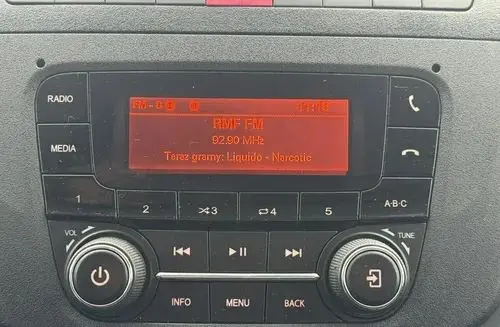 RADIO
RMF FM
92.90 MHz
Teraz gramy: Liquido - Narcotic
MEDIA
1
2
3
4
5
A-B-C
VOL
TUNE
INFO
MENU
BACK